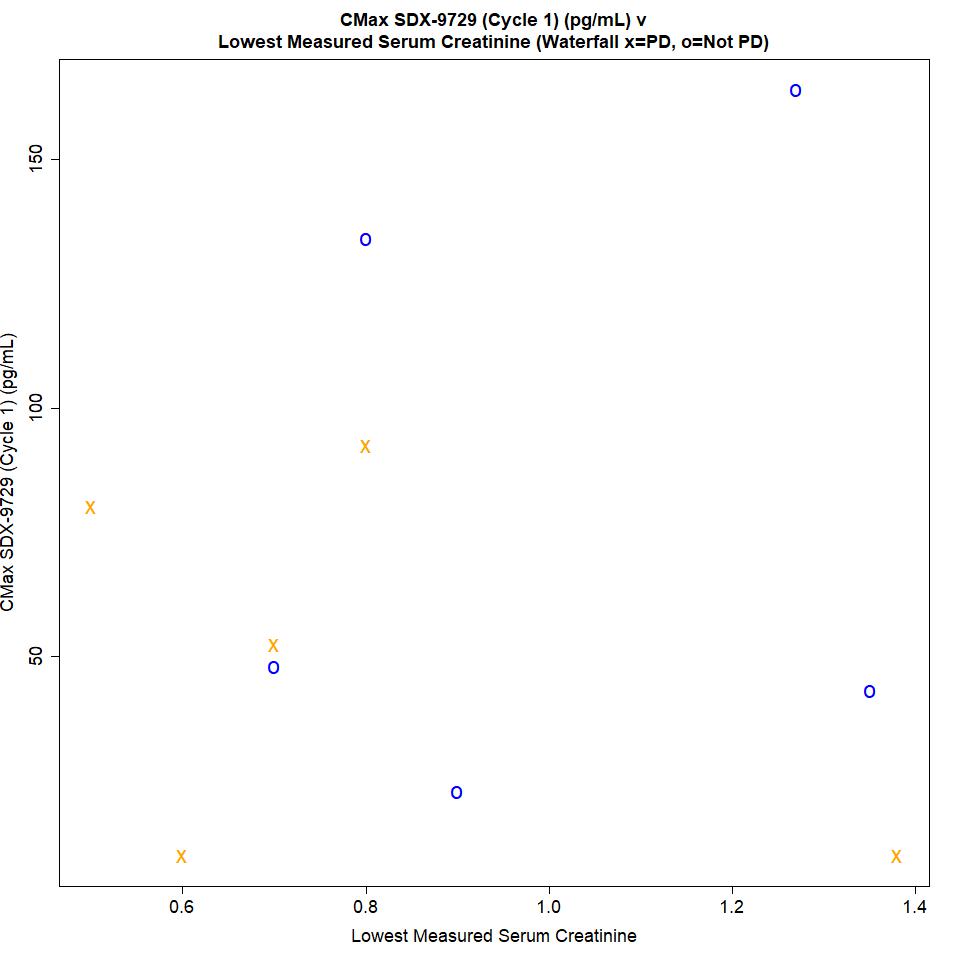 CMax SDX-9729 (Cycle 1) (pg/mL) v
Lowest Measured Serum Creatinine (Waterfall x=PD, o=Not PD)
CMax SDX-9729 (Cycle 1) (pg/mL)
150
100
50
O
O
X
X
X
O
O
O
X
X
0.6
0.8
1.0
1.2
1.4
Lowest Measured Serum Creatinine